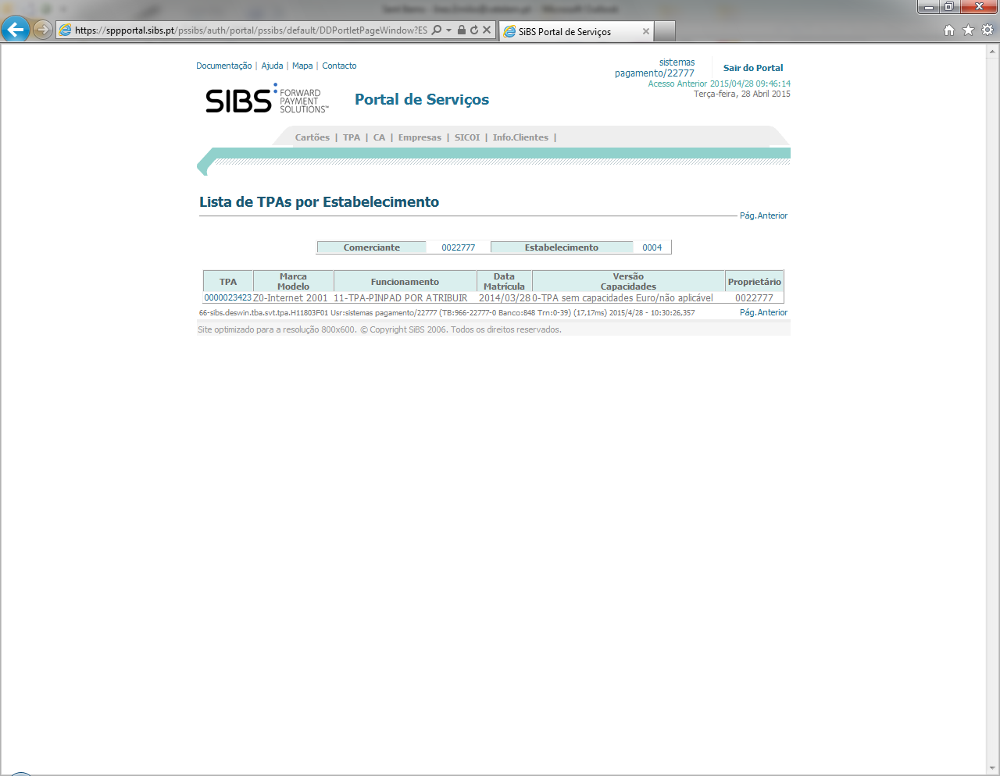 https://sppportal.sibs.pt/pssibs/auth/portal/pssibs/default/DDPortletPageWindow?ES
SiBS Portal de Serviços
Documentação | Ajuda | Mapa | Contacto
sistemas pagamento/22777
Sair do Portal
Acesso Anterior 2015/04/28 09:46:14
Terça-feira, 28 Abril 2015
SIBS FORWARD PAYMENT SOLUTIONS™
Portal de Serviços
Cartões | TPA | CA | Empresas | SICOI | Info.Clientes |
Lista de TPAs por Estabelecimento
Pág.Anterior
Comerciante 0022777 Estabelecimento 0004
TPA Marca Modelo Funcionamento Data Matrícula Versão Capacidades Proprietário
0000023423 Z0-Internet 2001 11-TPA-PINPAD POR ATRIBUIR 2014/03/28 0-TPA sem capacidades Euro/não aplicável 0022777
66-sibs.deswin.tba.svt.tpa.H11803F01 Usr:sistemas pagamento/22777 (TB:966-22777-0 Banco:848 Trn:0-39) (17,17ms) 2015/4/28 - 10:30:26,357 Pág.Anterior
Site optimizado para a resolução 800x600. © Copyright SiBS 2006. Todos os direitos reservados.